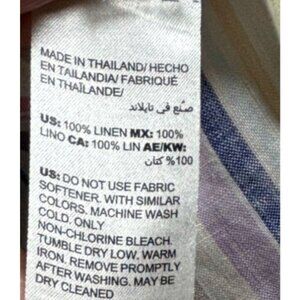 MADE IN THAILAND/ HECHO
EN TAILANDIA/ FABRIQUÉ
EN THAÏLANDE/
صنع في تايلاند
US: 100% LINEN MX: 100%
LINO CA: 100% LIN AE/KW:
100% كتان
US: DO NOT USE FABRIC
SOFTENER. WITH SIMILAR
COLORS. MACHINE WASH
COLD. ONLY
NON-CHLORINE BLEACH.
TUMBLE DRY LOW. WARM
IRON. REMOVE PROMPTLY
AFTER WASHING. MAY BE
DRY CLEANED